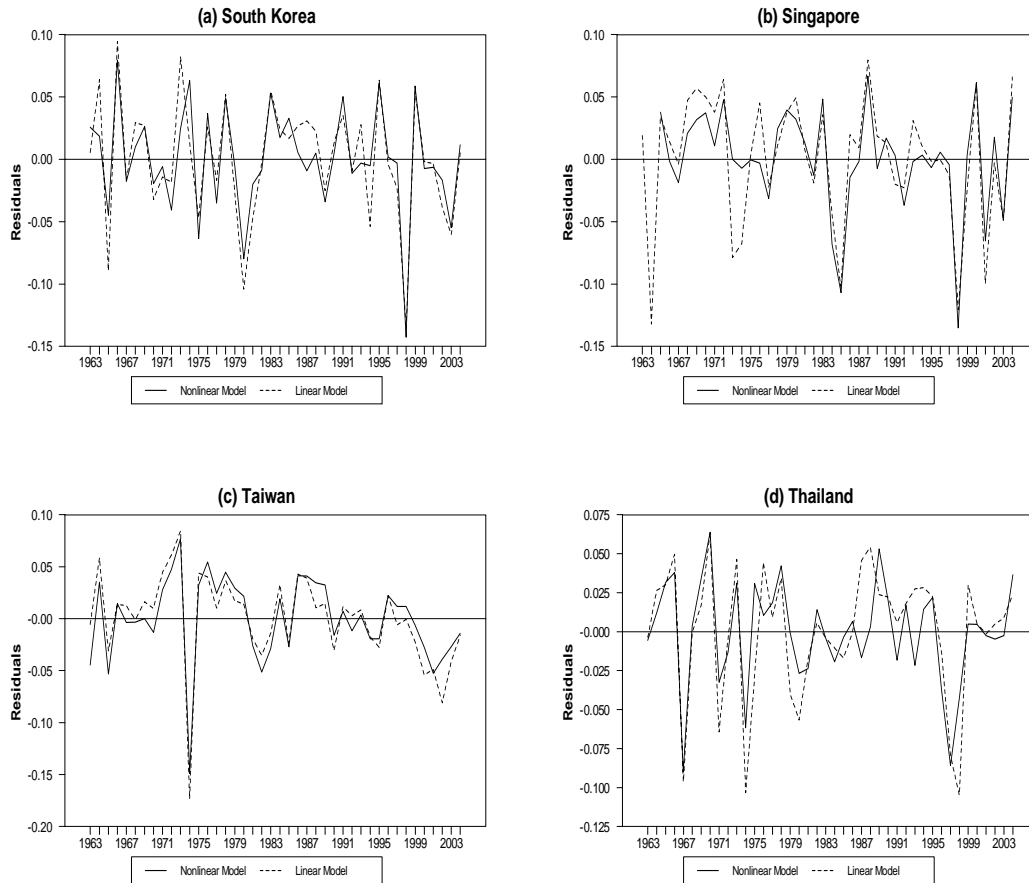 (a) South Korea
Residuals
0.10
0.05
0.00
-0.05
-0.10
-0.15
1963 1967 1971 1975 1979 1983 1987 1991 1995 1999 2003
Nonlinear Model Linear Model
(b) Singapore
Residuals
0.10
0.05
0.00
-0.05
-0.10
-0.15
1963 1967 1971 1975 1979 1983 1987 1991 1995 1999 2003
Nonlinear Model Linear Model
(c) Taiwan
Residuals
0.10
0.05
-0.00
-0.05
-0.10
-0.15
-0.20
1963 1967 1971 1975 1979 1983 1987 1991 1995 1999 2003
Nonlinear Model Linear Model
(d) Thailand
Residuals
0.075
0.050
0.025
-0.000
-0.025
-0.050
-0.075
-0.100
-0.125
1963 1967 1971 1975 1979 1983 1987 1991 1995 1999 2003
Nonlinear Model Linear Model